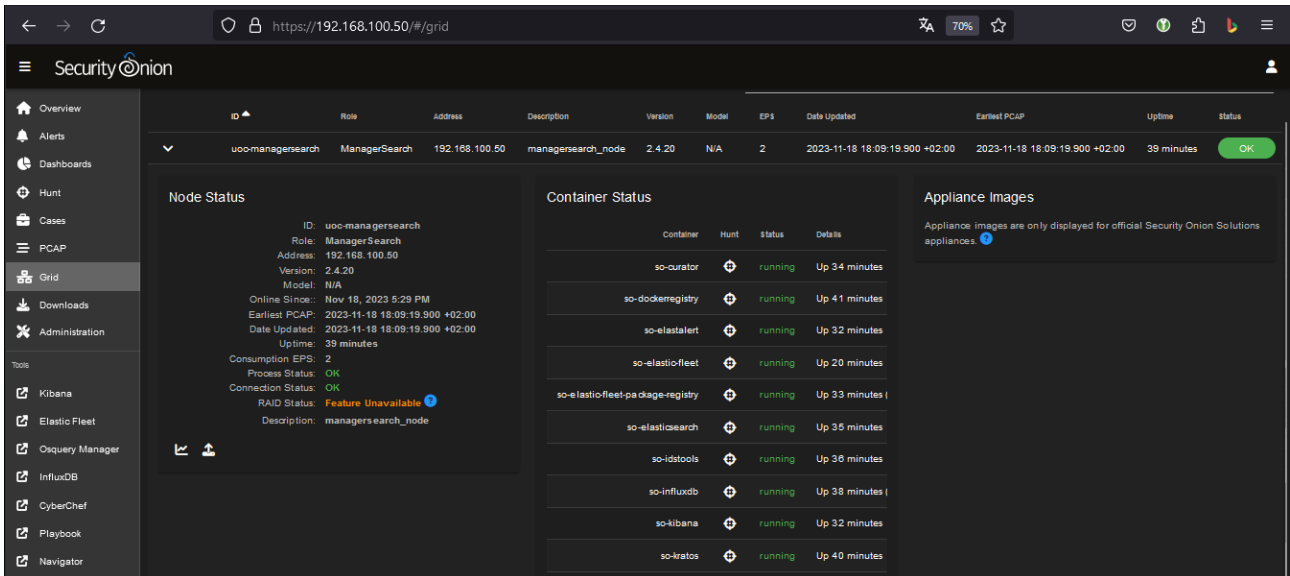 https://192.168.100.50/#/grid
70%
Security Onion
Overview
Alerts
Dashboards
Hunt
Cases
PCAP
Grid
Downloads
Administration
Tools
Kibana
Elastic Fleet
Osquery Manager
InfluxDB
CyberChef
Playbook
Navigator
ID Role Address Description Version Model EPS Date Updated Earliest PCAP Uptime Status
uoc-managersearch ManagerSearch 192.168.100.50 managersearch_node 2.4.20 N/A 2 2023-11-18 18:09:19.900 +02:00 2023-11-18 18:09:19.900 +02:00 39 minutes OK
Node Status
ID: uoc-managersearch
Role: ManagerSearch
Address: 192.168.100.50
Version: 2.4.20
Model: N/A
Online Since:: Nov 18, 2023 5:29 PM
Earliest PCAP: 2023-11-18 18:09:19.900 +02:00
Date Updated: 2023-11-18 18:09:19.900 +02:00
Uptime: 39 minutes
Consumption EPS: 2
Process Status: OK
Connection Status: OK
RAID Status: Feature Unavailable ?
Description: managersearch_node
Container Status
Container Hunt Status Details
so-curator running Up 34 minutes
so-dockerregistry running Up 41 minutes
so-elastalert running Up 32 minutes
so-elastic-fleet running Up 20 minutes
so-elastic-fleet-package-registry running Up 33 minutes (
so-elasticsearch running Up 35 minutes
so-idstools running Up 36 minutes
so-influxdb running Up 38 minutes (
so-kibana running Up 32 minutes
so-kratos running Up 40 minutes
Appliance Images
Appliance images are only displayed for official Security Onion Solutions
appliances. ?